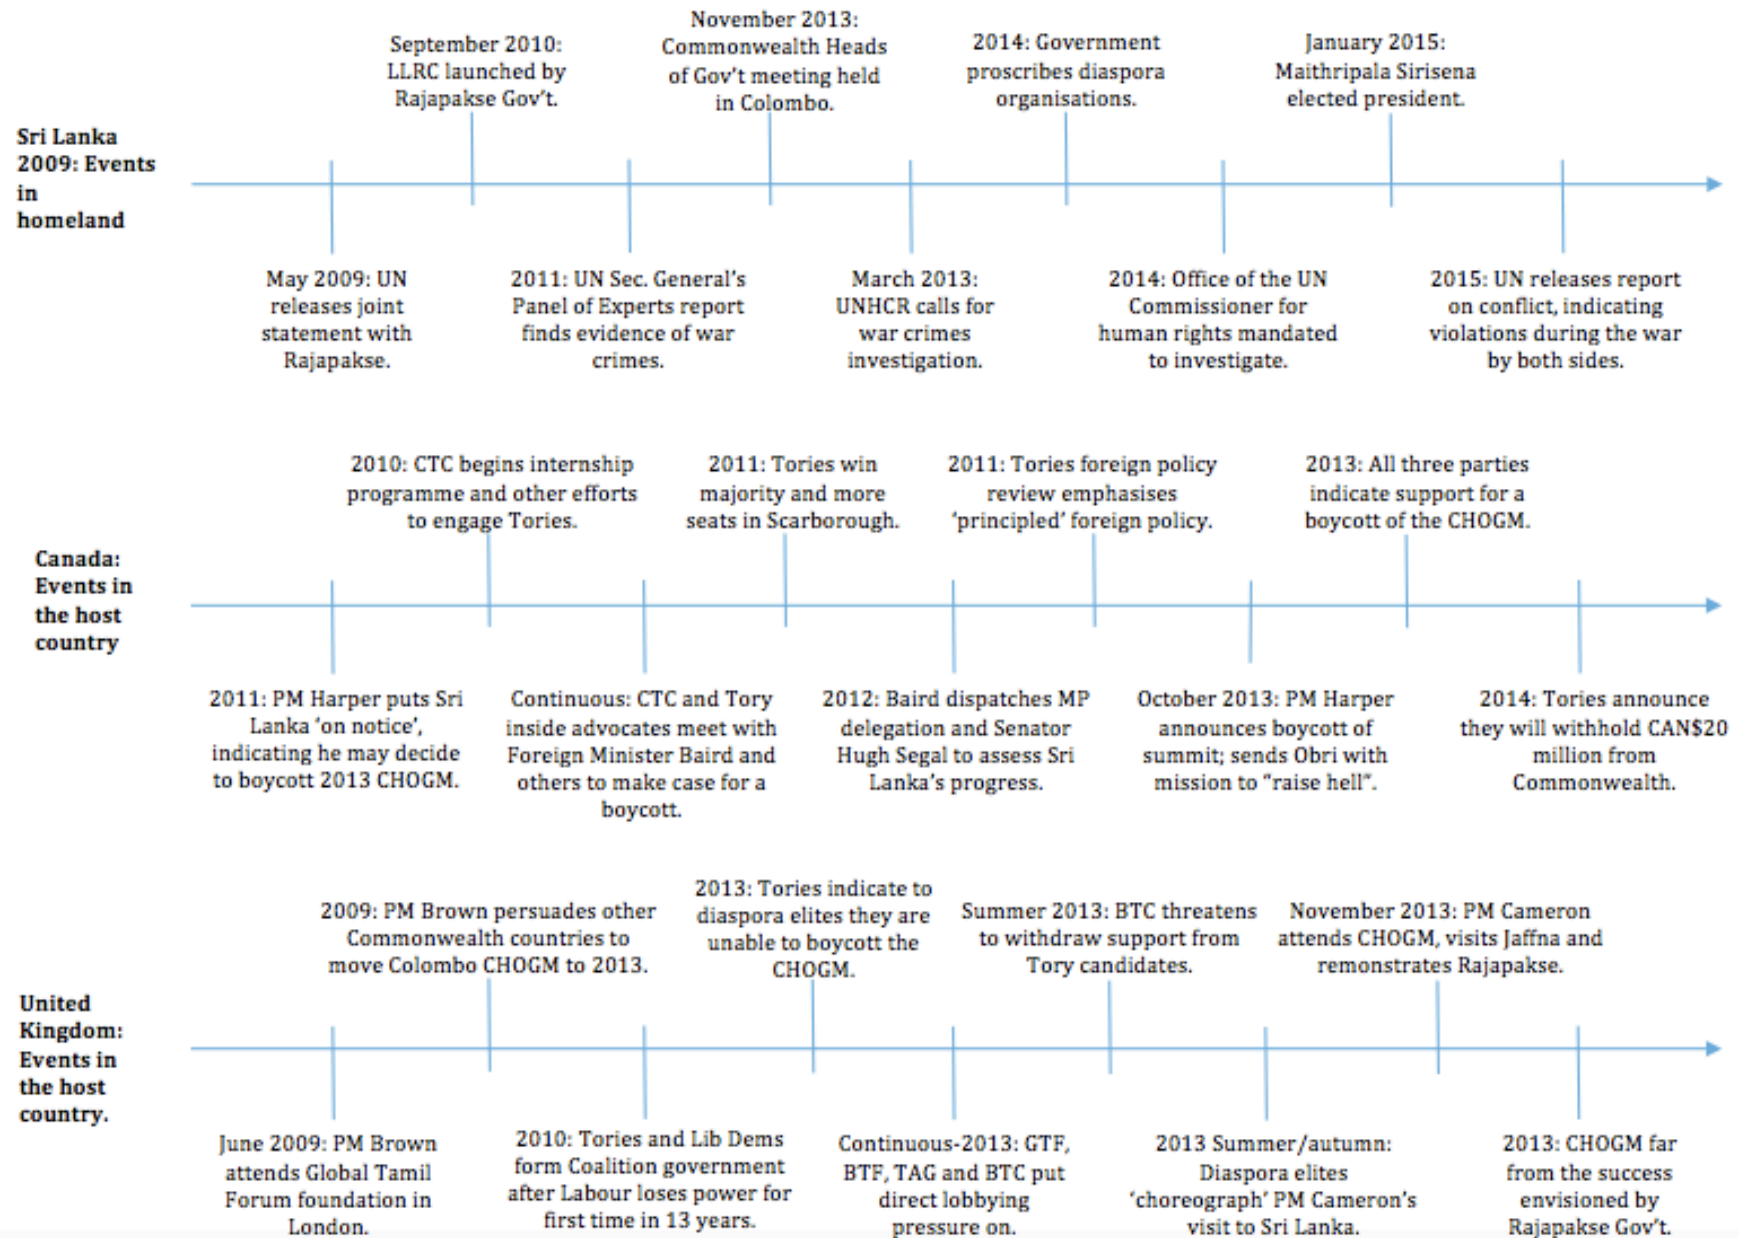 September 2010:
LLRC launched by
Rajapakse Gov't.
November 2013:
Commonwealth Heads
of Gov't meeting held
in Colombo.
2014: Government
proscribes diaspora
organisations.
January 2015:
Maithripala Sirisena
elected president.
Sri Lanka
2009: Events
in
homeland
May 2009: UN
releases joint
statement with
Rajapakse.
2011: UN Sec. General's
Panel of Experts report
finds evidence of war
crimes.
March 2013:
UNHCR calls for
war crimes
investigation.
2014: Office of the UN
Commissioner for
human rights mandated
to investigate.
2015: UN releases report
on conflict, indicating
violations during the war
by both sides.
2010: CTC begins internship
programme and other efforts
to engage Tories.
2011: Tories win
majority and more
seats in Scarborough.
2011: Tories foreign policy
review emphasises
'principled' foreign policy.
2013: All three parties
indicate support for a
boycott of the CHOGM.
Canada:
Events in
the host
country
2011: PM Harper puts Sri
Lanka 'on notice',
indicating he may decide
to boycott 2013 CHOGM.
Continuous: CTC and Tory
inside advocates meet with
Foreign Minister Baird and
others to make case for a
boycott.
2012: Baird dispatches MP
delegation and Senator
Hugh Segal to assess Sri
Lanka's progress.
October 2013: PM Harper
announces boycott of
summit; sends Obri with
mission to "raise hell".
2014: Tories announce
they will withhold CAN$20
million from
Commonwealth.
2009: PM Brown persuades other
Commonwealth countries to
move Colombo CHOGM to 2013.
2013: Tories indicate to
diaspora elites they are
unable to boycott the
CHOGM.
Summer 2013: BTC threatens
to withdraw support from
Tory candidates.
November 2013: PM Cameron
attends CHOGM, visits Jaffna and
remonstrates Rajapakse.
United
Kingdom:
Events in
the host
country.
June 2009: PM Brown
attends Global Tamil
Forum foundation in
London.
2010: Tories and Lib Dems
form Coalition government
after Labour loses power for
first time in 13 years.
Continuous-2013: GTF,
BTF, TAG and BTC put
direct lobbying
pressure on.
2013 Summer/autumn:
Diaspora elites
'choreograph' PM Cameron's
visit to Sri Lanka.
2013: CHOGM far
from the success
envisioned by
Rajapakse Gov't.